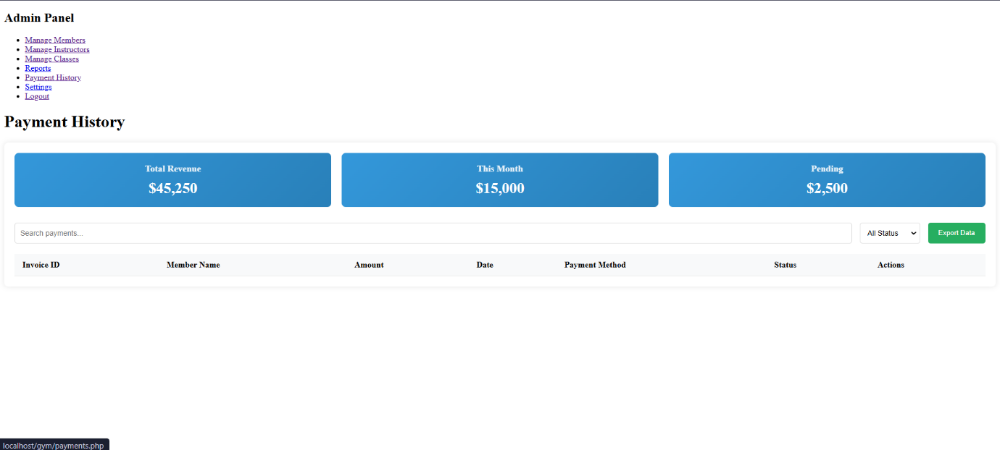 Admin Panel
Manage Members
Manage Instructors
Manage Classes
Reports
Payment History
Settings
Logout
Payment History
Total Revenue
$45,250
This Month
$15,000
Pending
$2,500
Search payments...
All Status
Export Data
Invoice ID Member Name Amount Date Payment Method Status Actions
localhost/gym/payments.php